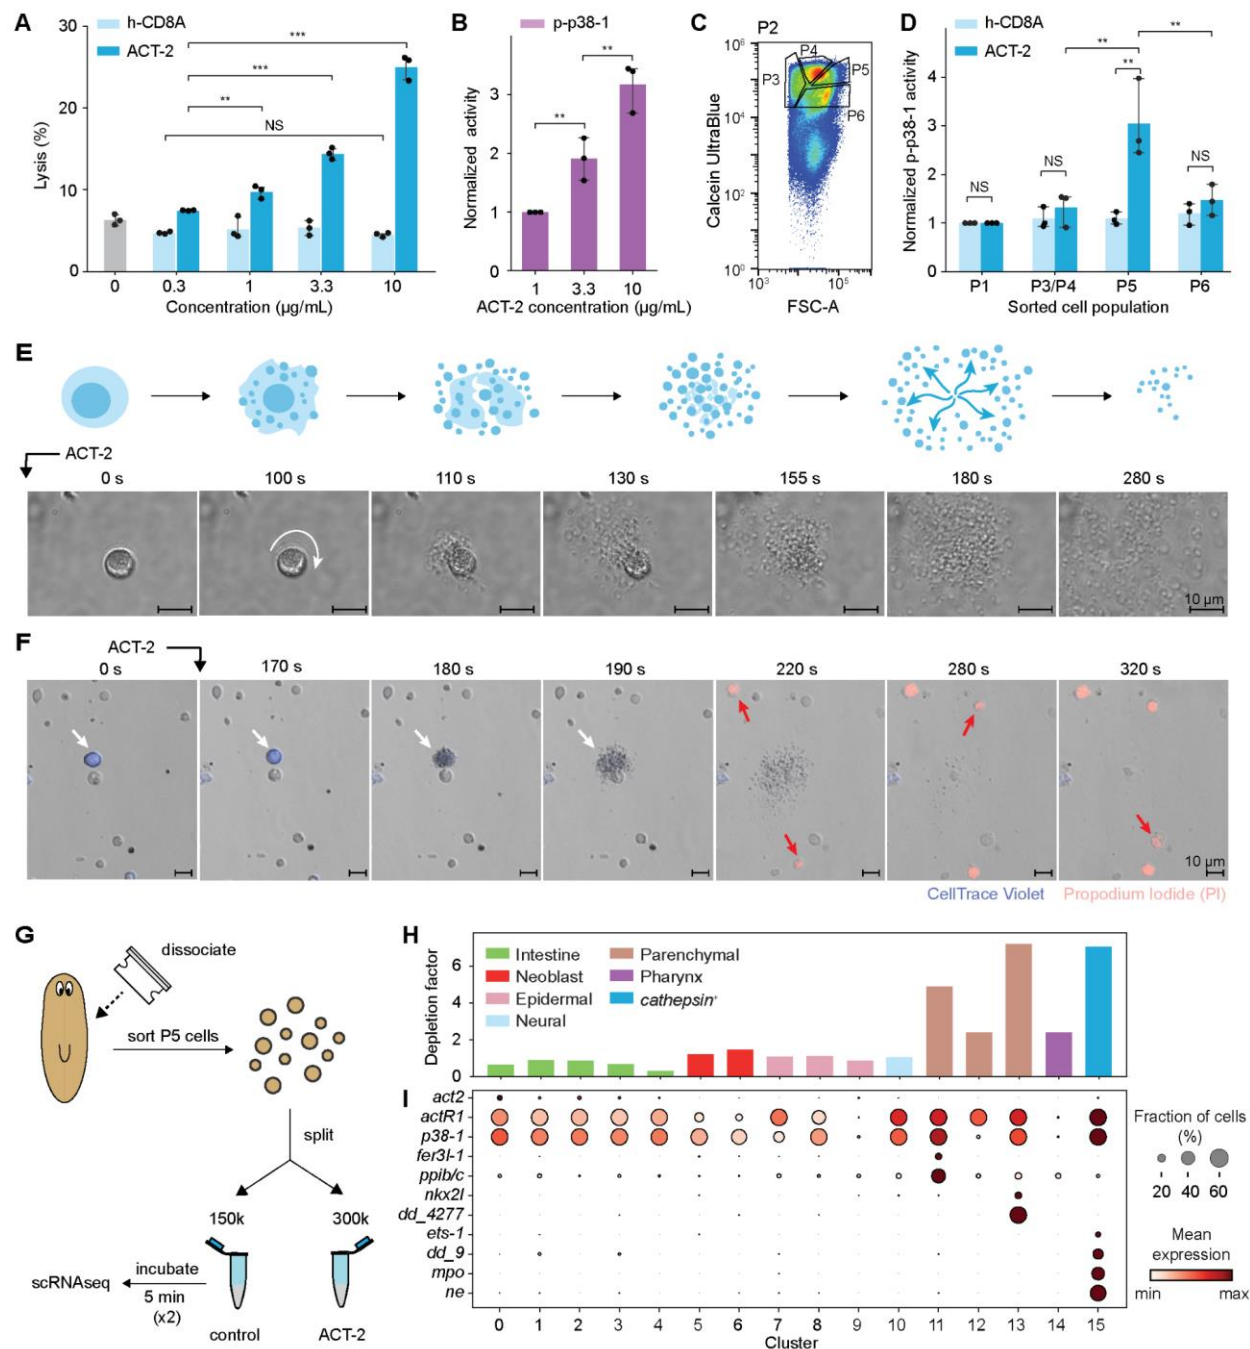 A
h-CD8A
ACT-2
***
***
**
NS
Lysis (%)
30
20
10
0
0 0.3 1 3.3 10
Concentration (µg/mL)
B
p-p38-1
**
**
Normalized activity
3
2
1
0
1 3.3 10
ACT-2 concentration (µg/mL)
C
P2
P4
P3
P5
P6
Calcein UltraBlue
10⁶
10⁴
10²
10⁰
10³ 10⁵
FSC-A
D
h-CD8A
ACT-2
**
**
**
NS
NS
NS
Normalized p-p38-1 activity
4
3
2
1
0
P1 P3/P4 P5 P6
Sorted cell population
E
ACT-2
0 s 100 s 110 s 130 s 155 s 180 s 280 s
10 µm
F
ACT-2
0 s 170 s 180 s 190 s 220 s 280 s 320 s
10 µm
CellTrace Violet Propodium Iodide (PI)
G
dissociate
sort P5 cells
split
150k 300k
scRNAseq
incubate
5 min
(x2)
control ACT-2
H
Depletion factor
6
4
2
0
Intestine
Neoblast
Epidermal
Neural
Parenchymal
Pharynx
cathepsin⁺
I
act2
actR1
p38-1
fer3l-1
ppib/c
nkx2l
dd_4277
ets-1
dd_9
mpo
ne
0 1 2 3 4 5 6 7 8 9 10 11 12 13 14 15
Cluster
Fraction of cells
(%)
20 40 60
Mean
expression
min max